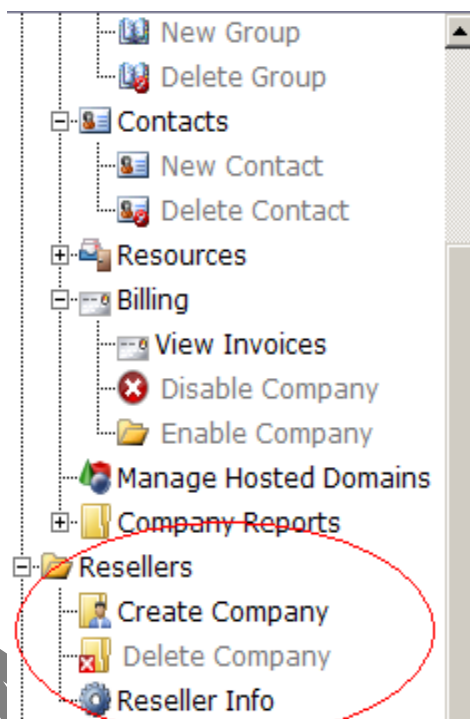 New Group
Delete Group
Contacts
New Contact
Delete Contact
Resources
Billing
View Invoices
Disable Company
Enable Company
Manage Hosted Domains
Company Reports
Resellers
Create Company
Delete Company
Reseller Info